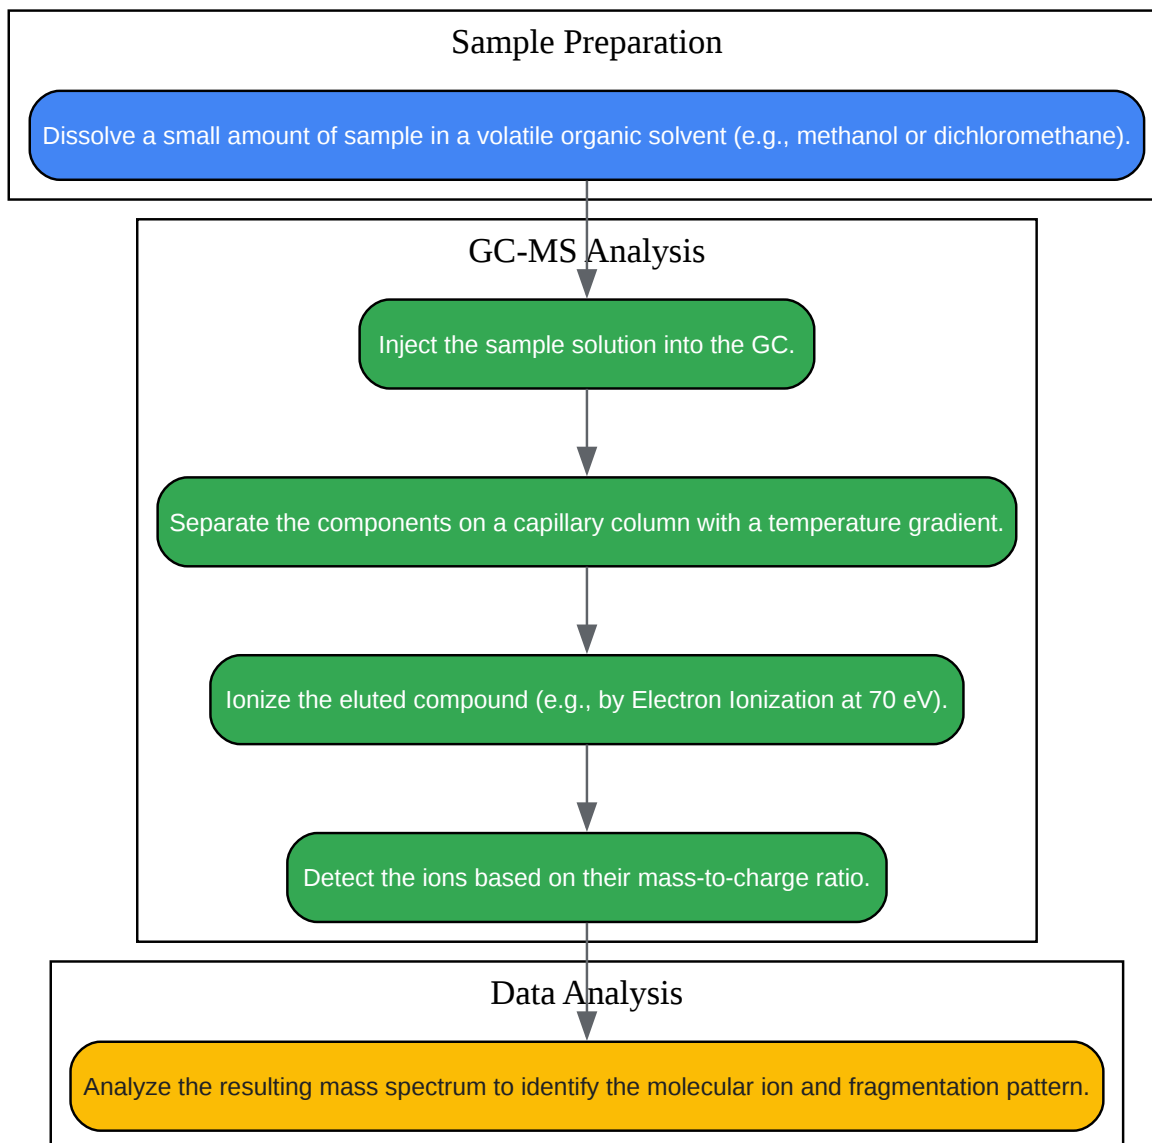 Sample Preparation
Dissolve a small amount of sample in a volatile organic solvent (e.g., methanol or dichloromethane).
GC-MS Analysis
Inject the sample solution into the GC.
Separate the components on a capillary column with a temperature gradient.
Ionize the eluted compound (e.g., by Electron Ionization at 70 eV).
Detect the ions based on their mass-to-charge ratio.
Data Analysis
Analyze the resulting mass spectrum to identify the molecular ion and fragmentation pattern.